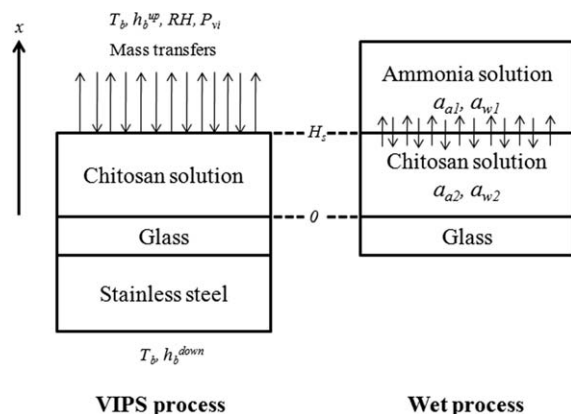 x
T_b, h_b^up, RH, P_vi
Mass transfers
H_s
Chitosan solution
0
Glass
Stainless steel
T_b, h_b^down
VIPS process
Ammonia solution
a_a1, a_w1
Chitosan solution
a_a2, a_w2
Glass
Wet process